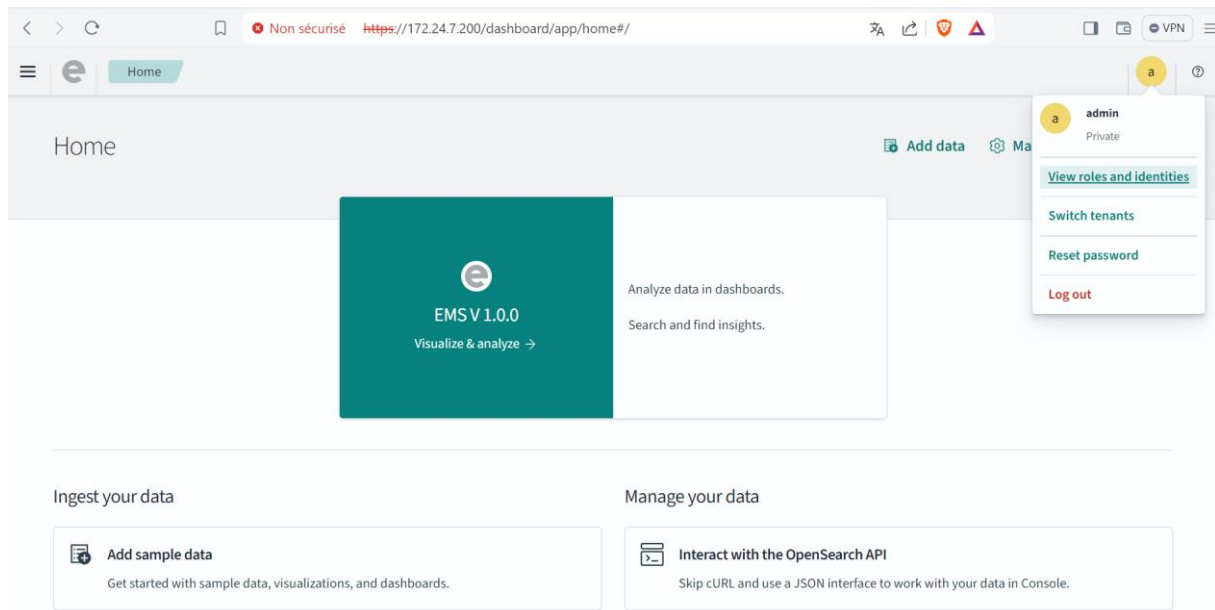 Non sécurisé https://172.24.7.200/dashboard/app/home#/ VPN
Home a
a admin
Private
Home Add data Ma
View roles and identities
Switch tenants
Reset password
Log out
EMS V 1.0.0
Visualize & analyze →
Analyze data in dashboards.
Search and find insights.
Ingest your data
Manage your data
Add sample data
Get started with sample data, visualizations, and dashboards.
Interact with the OpenSearch API
Skip cURL and use a JSON interface to work with your data in Console.